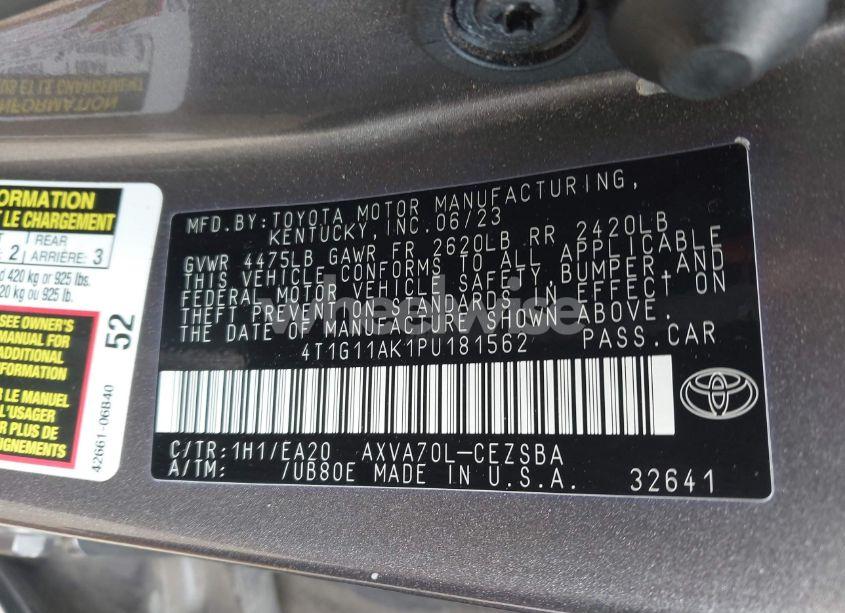 ORMATION
T LE CHARGEMENT
2 REAR ARRIÈRE: 3
d 420 kg or 925 lbs.
20 kg ou 925 lb.
SEE OWNER'S
MANUAL FOR
ADDITIONAL
INFORMATION
R LE MANUEL
L'USAGER
R PLUS DE
IGNEMENTS
52
42661-06B40
MFD.BY:TOYOTA MOTOR MANUFACTURING,
KENTUCKY,INC.06/23
GVWR 4475LB GAWR FR 2620LB RR 2420LB
THIS VEHICLE CONFORMS TO ALL APPLICABLE
FEDERAL MOTOR VEHICLE SAFETY,BUMPER,AND
THEFT PREVENTION STANDARDS IN EFFECT ON
THE DATE OF MANUFACTURE SHOWN ABOVE.
4T1G11AK1PU181562 PASS.CAR
C/TR:1H1/EA20 AXVA70L-CEZSBA
A/TM: /UB80E MADE IN U.S.A. 32641
wheelwise